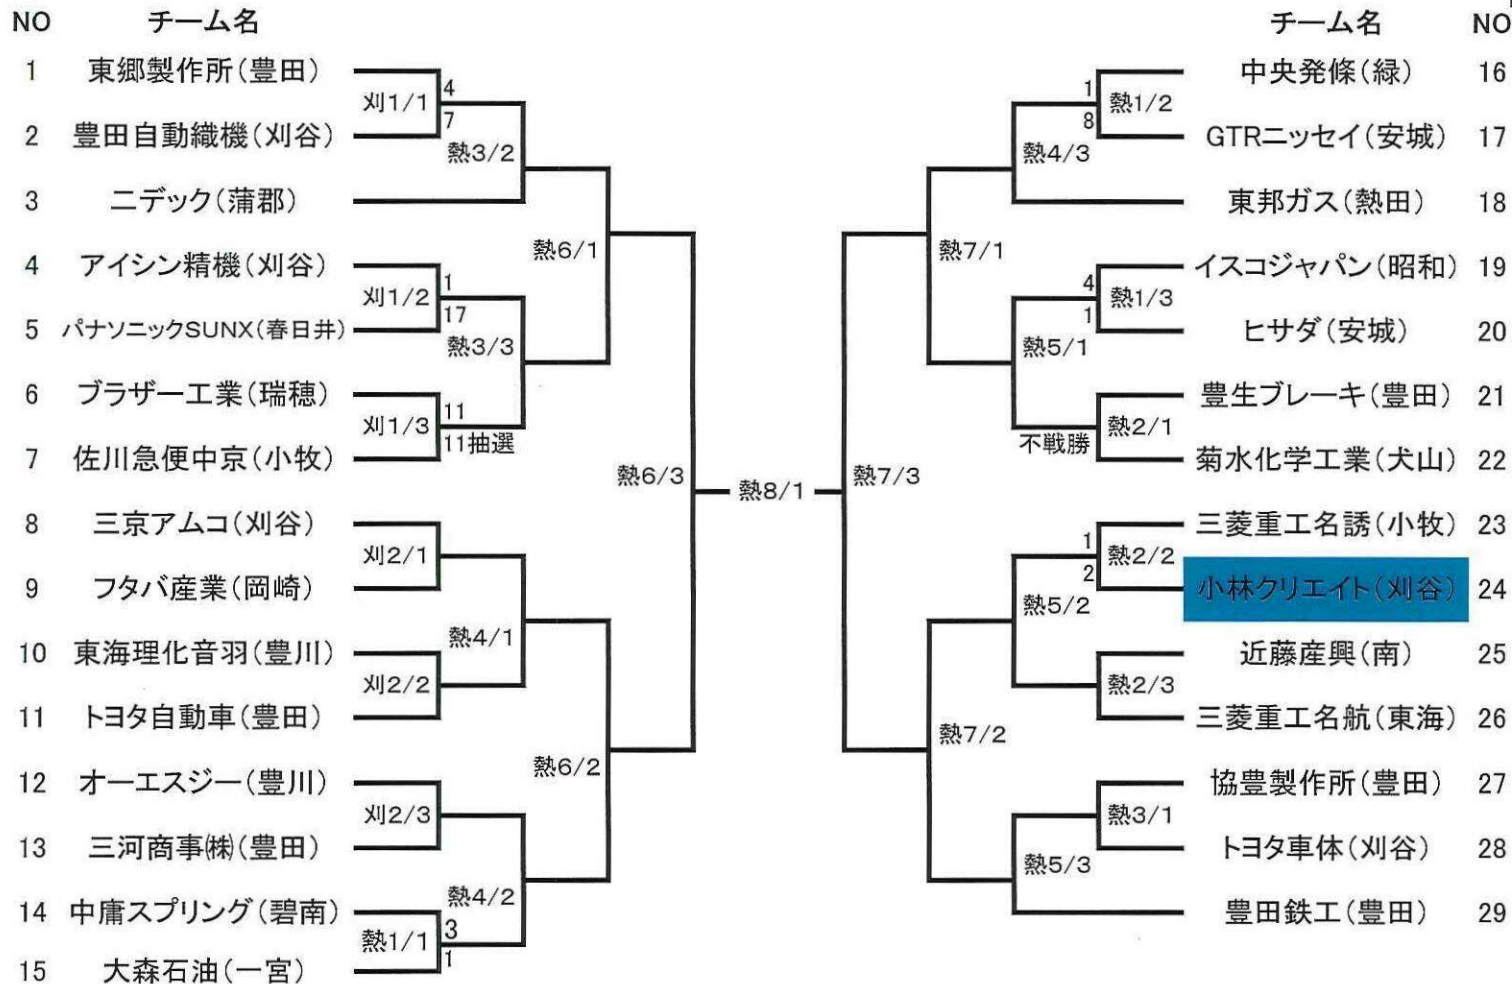 NO チーム名 チーム名 NO
1 東郷製作所(豊田) 中央発條(緑) 16
刈1/1 4 1 熱1/2
7 8
2 豊田自動織機(刈谷) GTRニッセイ(安城) 17
熱3/2 熱4/3
3 ニデック(蒲郡) 東邦ガス(熱田) 18
熱6/1 熱7/1
4 アイシン精機(刈谷) イスコジャパン(昭和) 19
刈1/2 1 4 熱1/3
17 1
5 パナソニックSUNX(春日井) ヒサダ(安城) 20
熱3/3 熱5/1
6 ブラザー工業(瑞穂) 豊生ブレーキ(豊田) 21
刈1/3 11 熱2/1
11抽選 不戦勝
7 佐川急便中京(小牧) 菊水化学工業(犬山) 22
熱6/3 熱8/1 熱7/3
8 三京アムコ(刈谷) 三菱重工名誘(小牧) 23
刈2/1 1 熱2/2
2
9 フタバ産業(岡崎) 小林クリエイト(刈谷) 24
熱4/1 熱5/2
10 東海理化音羽(豊川) 近藤産興(南) 25
刈2/2 熱2/3
11 トヨタ自動車(豊田) 三菱重工名航(東海) 26
熱6/2 熱7/2
12 オーエスジー(豊川) 協豊製作所(豊田) 27
刈2/3 熱3/1
13 三河商事㈱(豊田) トヨタ車体(刈谷) 28
熱4/2 熱5/3
14 中庸スプリング(碧南) 豊田鉄工(豊田) 29
熱1/1 3
1
15 大森石油(一宮)